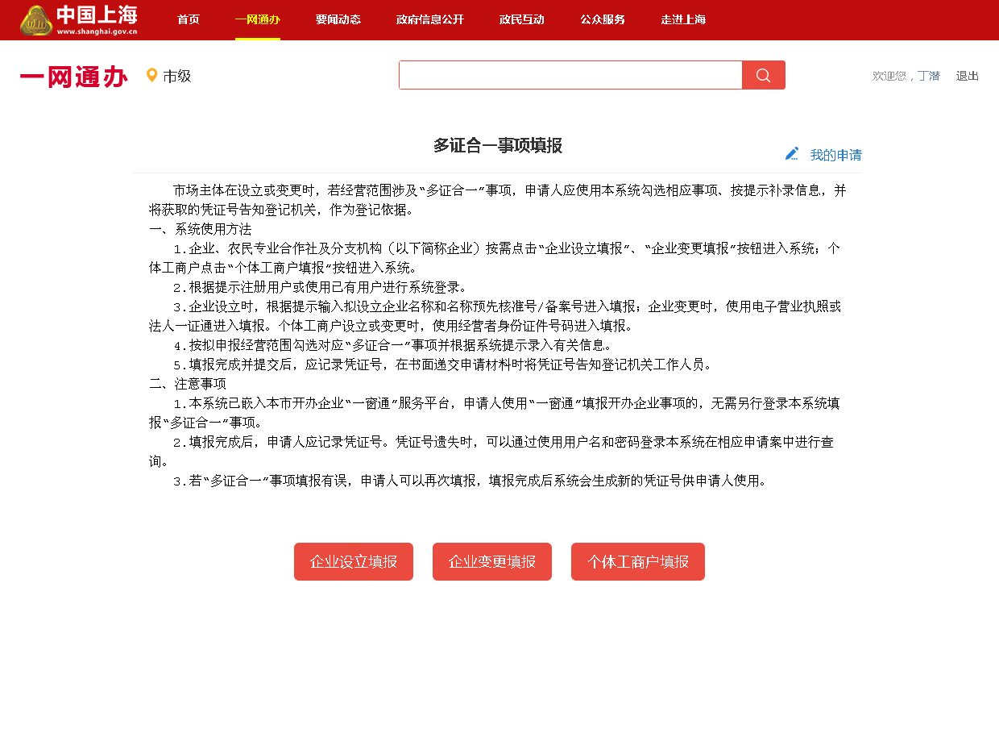 中国上海
www.shanghai.gov.cn
首页 一网通办 要闻动态 政府信息公开 政民互动 公众服务 走进上海
一网通办 市级
欢迎您，丁潜 退出
多证合一事项填报
我的申请
市场主体在设立或变更时，若经营范围涉及“多证合一”事项，申请人应使用本系统勾选相应事项、按提示补录信息，并
将获取的凭证号告知登记机关，作为登记依据。
一、系统使用方法
1.企业、农民专业合作社及分支机构（以下简称企业）按需点击“企业设立填报”、“企业变更填报”按钮进入系统；个
体工商户点击“个体工商户填报”按钮进入系统。
2.根据提示注册用户或使用已有用户进行系统登录。
3.企业设立时，根据提示输入拟设立企业名称和名称预先核准号/备案号进入填报；企业变更时，使用电子营业执照或
法人一证通进入填报。个体工商户设立或变更时，使用经营者身份证件号码进入填报。
4.按拟申报经营范围勾选对应“多证合一”事项并根据系统提示录入有关信息。
5.填报完成并提交后，应记录凭证号，在书面递交申请材料时将凭证号告知登记机关工作人员。
二、注意事项
1.本系统已嵌入本市开办企业“一窗通”服务平台，申请人使用“一窗通”填报开办企业事项的，无需另行登录本系统填
报“多证合一”事项。
2.填报完成后，申请人应记录凭证号。凭证号遗失时，可以通过使用用户名和密码登录本系统在相应申请案中进行查
询。
3.若“多证合一”事项填报有误，申请人可以再次填报，填报完成后系统会生成新的凭证号供申请人使用。
企业设立填报 企业变更填报 个体工商户填报